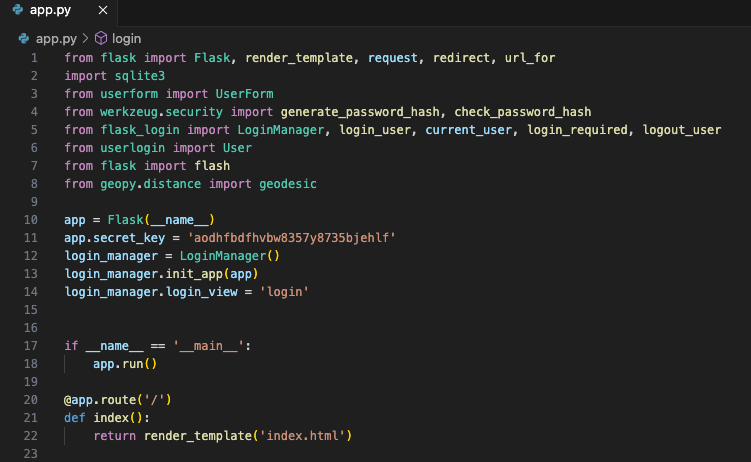 app.py ×
app.py > login
1 from flask import Flask, render_template, request, redirect, url_for
2 import sqlite3
3 from userform import UserForm
4 from werkzeug.security import generate_password_hash, check_password_hash
5 from flask_login import LoginManager, login_user, current_user, login_required, logout_user
6 from userlogin import User
7 from flask import flash
8 from geopy.distance import geodesic
9
10 app = Flask(__name__)
11 app.secret_key = 'aodhfbdfhvbw8357y8735bjehlf'
12 login_manager = LoginManager()
13 login_manager.init_app(app)
14 login_manager.login_view = 'login'
15
16
17 if __name__ == '__main__':
18     app.run()
19
20 @app.route('/')
21 def index():
22     return render_template('index.html')
23